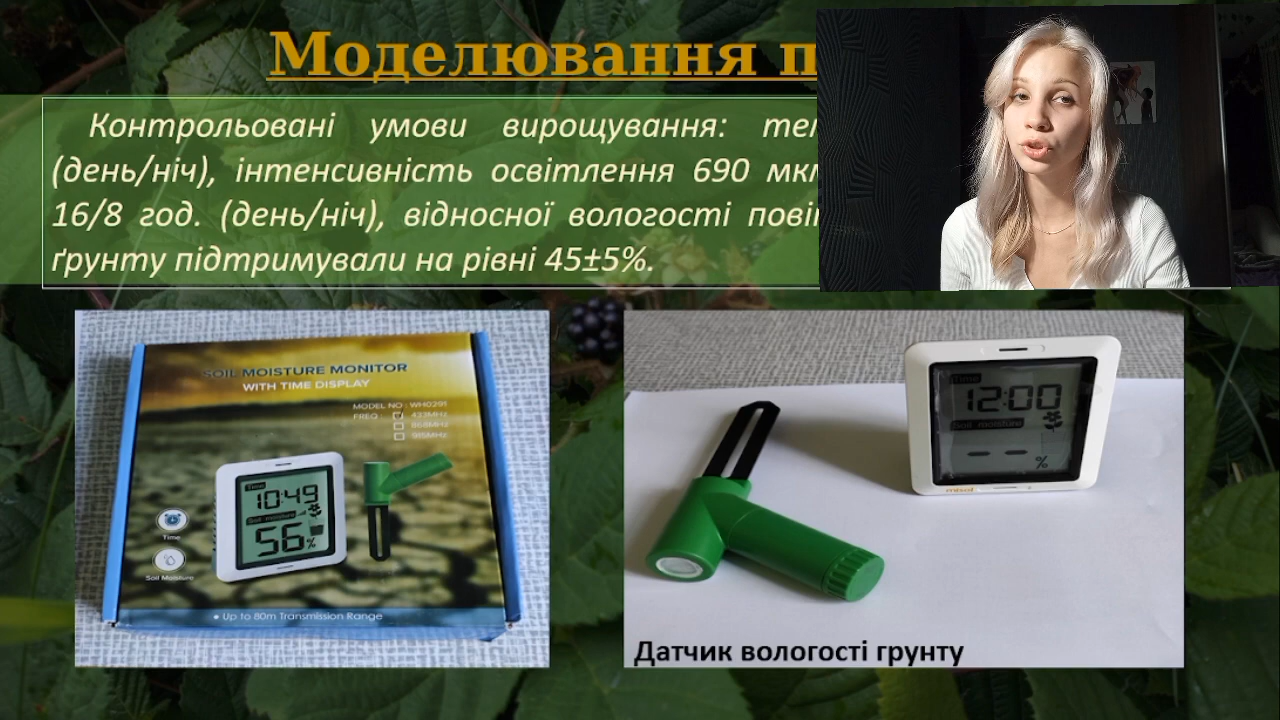 Моделювання п
Контрольовані умови вирощування: тем
(день/ніч), інтенсивність освітлення 690 мкм
16/8 год. (день/ніч), відносної вологості пові
ґрунту підтримували на рівні 45±5%.
SOIL MOISTURE MONITOR
WITH TIME DISPLAY
MODEL NO : WH0291
FREQ : 433MHz
868MHz
915MHz
Time
10:49
Soil moisture
56%
Time
Soil Moisture
• Up to 80m Transmission Range
Time
12:00
Soil moisture
-- %
misol
Датчик вологості грунту